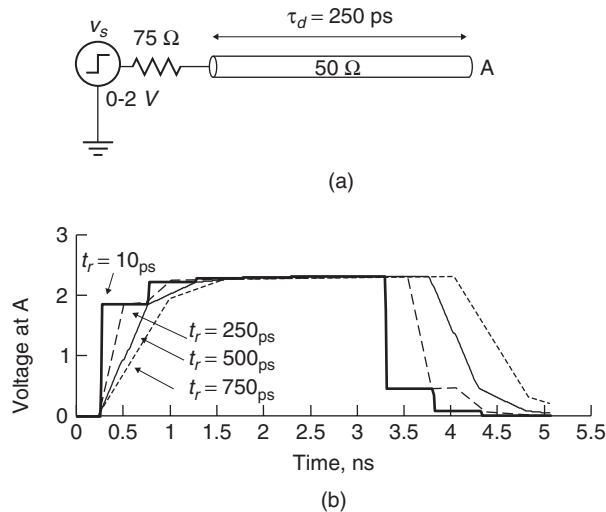 τd = 250 ps
vs
75 Ω
50 Ω
A
0-2 V
(a)
3
2
1
0
Voltage at A
tr = 10ps
tr = 250ps
tr = 500ps
tr = 750ps
0 0.5 1 1.5 2 2.5 3 3.5 4 4.5 5 5.5
Time, ns
(b)